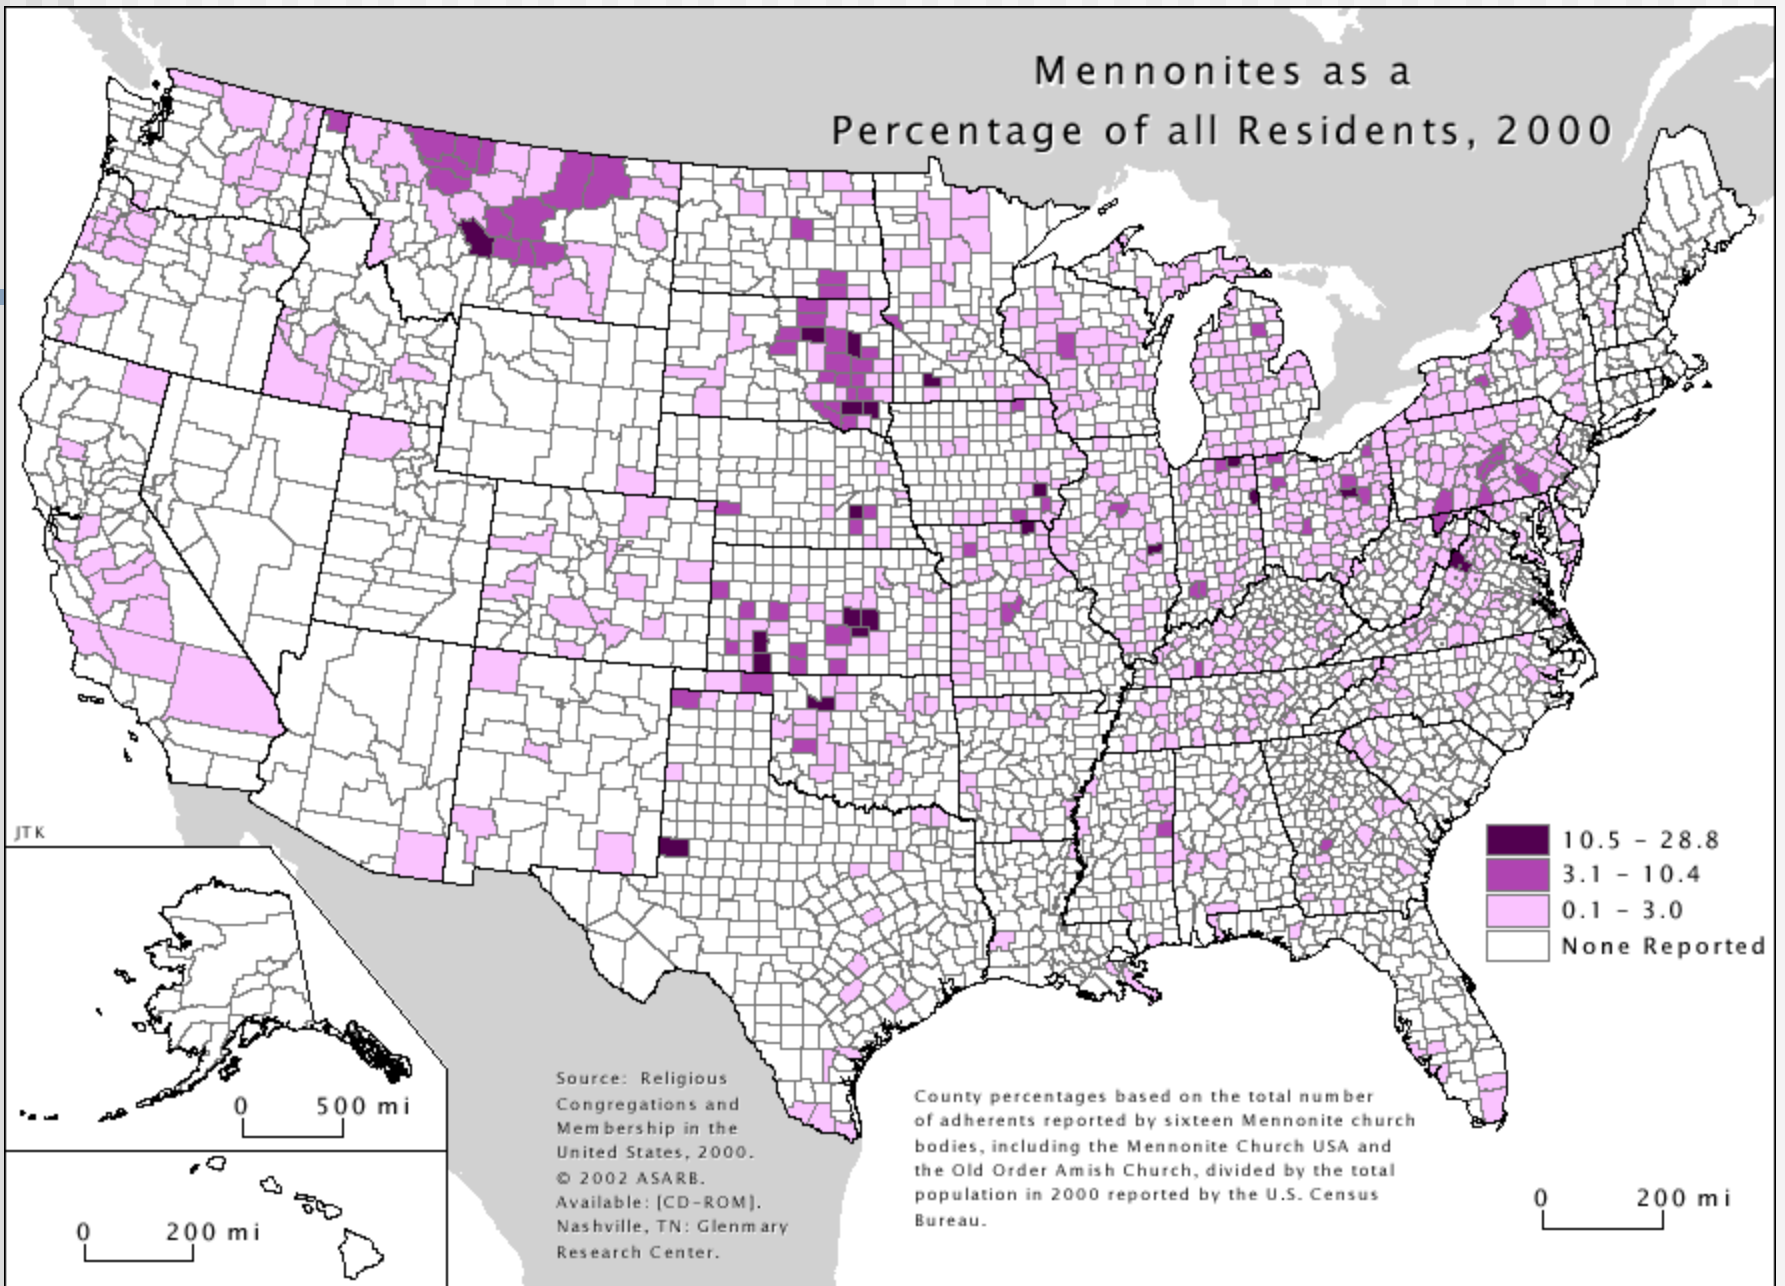 Mennonites as a
Percentage of all Residents, 2000
JTK
10.5 – 28.8
3.1 – 10.4
0.1 – 3.0
None Reported
0 500 mi
0 200 mi
Source: Religious
Congregations and
Membership in the
United States, 2000.
© 2002 ASARB.
Available: [CD-ROM].
Nashville, TN: Glenmary
Research Center.
County percentages based on the total number
of adherents reported by sixteen Mennonite church
bodies, including the Mennonite Church USA and
the Old Order Amish Church, divided by the total
population in 2000 reported by the U.S. Census
Bureau.
0 200 mi